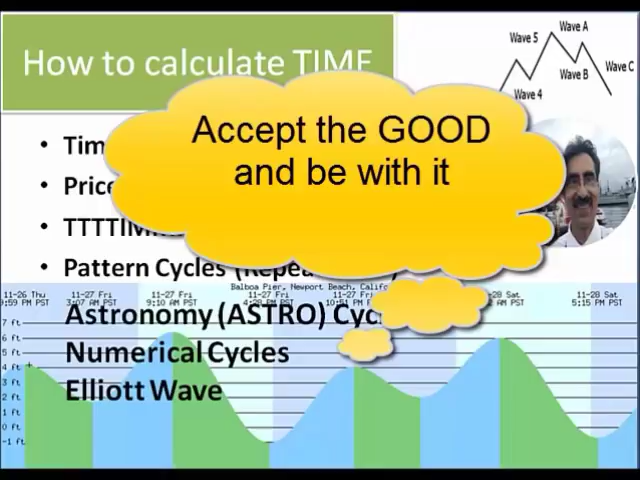 How to calculate TIME
Wave 5
Wave A
Wave B
Wave C
Wave 4
Accept the GOOD
and be with it
• Tim
• Price
• TTTTIM
• Pattern Cycles (Repea
Balboa Pier, Newport Beach, Califo
11-26 Thu
11-27 Fri
11-27 Fri
11-27 Fri
11-27 Fri
11-28 Sat
11-28 Sat
9:59 PM PST
3:07 AM PST
9:10 AM PST
4:28 PM PST
10:51 PM PST
PST
5:15 PM PST
Astronomy (ASTRO) Cyc
Numerical Cycles
Elliott Wave
7 ft
6 ft
5 ft
4 ft
3 ft
2 ft
1 ft
0 ft
-1 ft